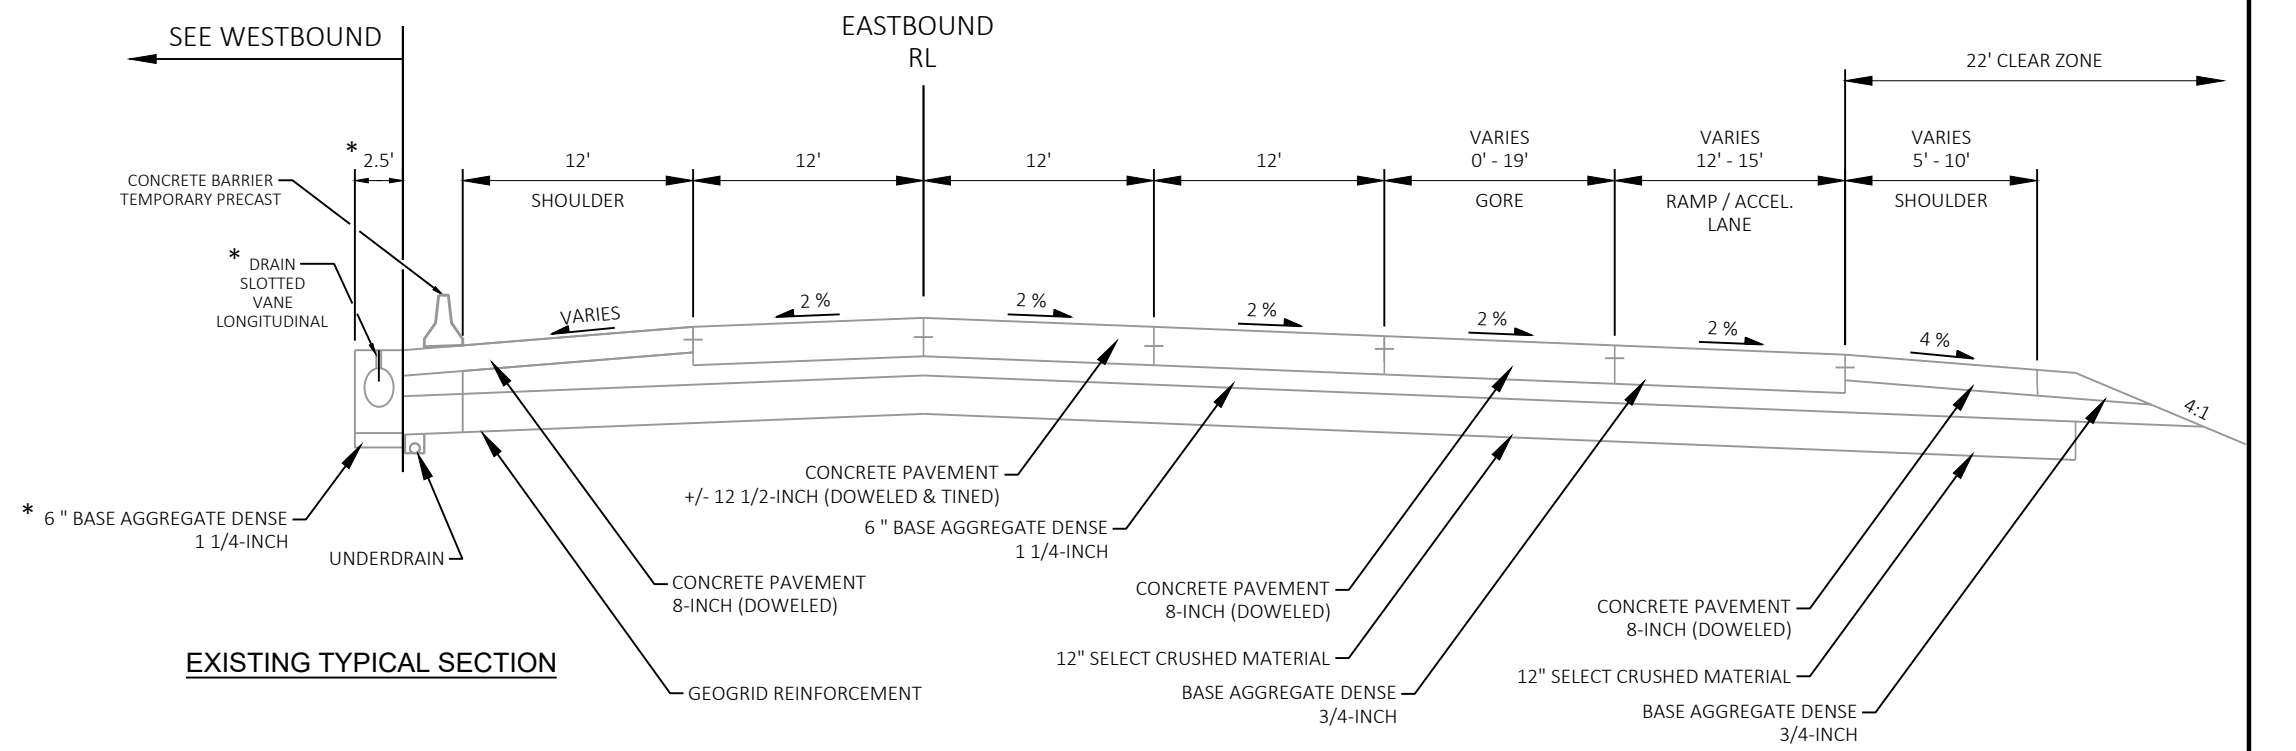 SEE WESTBOUND
EASTBOUND
RL
22' CLEAR ZONE
* 2.5'
12'
SHOULDER
12'
12'
12'
VARIES
0' - 19'
GORE
VARIES
12' - 15'
RAMP / ACCEL.
LANE
VARIES
5' - 10'
SHOULDER
CONCRETE BARRIER
TEMPORARY PRECAST
* DRAIN
SLOTTED
VANE
LONGITUDINAL
VARIES
2 %
2 %
2 %
2 %
2 %
4 %
4:1
* 6 " BASE AGGREGATE DENSE
1 1/4-INCH
UNDERDRAIN
CONCRETE PAVEMENT
+/- 12 1/2-INCH (DOWELED & TINED)
6 " BASE AGGREGATE DENSE
1 1/4-INCH
CONCRETE PAVEMENT
8-INCH (DOWELED)
GEOGRID REINFORCEMENT
CONCRETE PAVEMENT
8-INCH (DOWELED)
12" SELECT CRUSHED MATERIAL
BASE AGGREGATE DENSE
3/4-INCH
CONCRETE PAVEMENT
8-INCH (DOWELED)
12" SELECT CRUSHED MATERIAL
BASE AGGREGATE DENSE
3/4-INCH
EXISTING TYPICAL SECTION